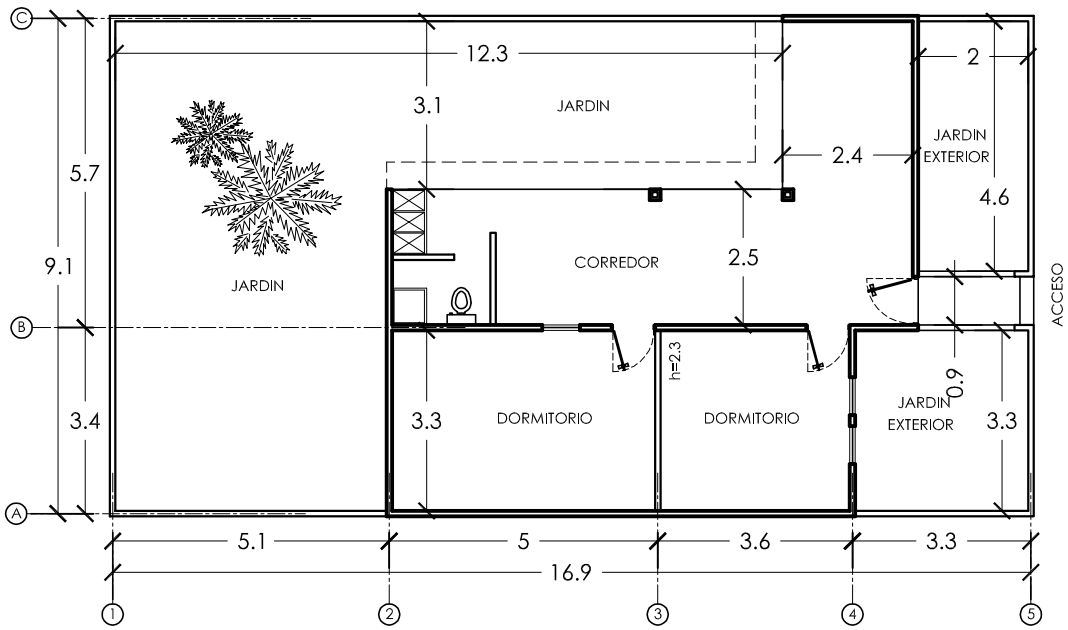 C
12.3
2
3.1
JARDIN
JARDIN
EXTERIOR
2.4
5.7
4.6
9.1
2.5
CORREDOR
JARDIN
ACCESO
B
h=2.3
0.9
3.4
3.3
DORMITORIO
DORMITORIO
JARDIN
EXTERIOR
3.3
A
5.1
5
3.6
3.3
16.9
1
2
3
4
5